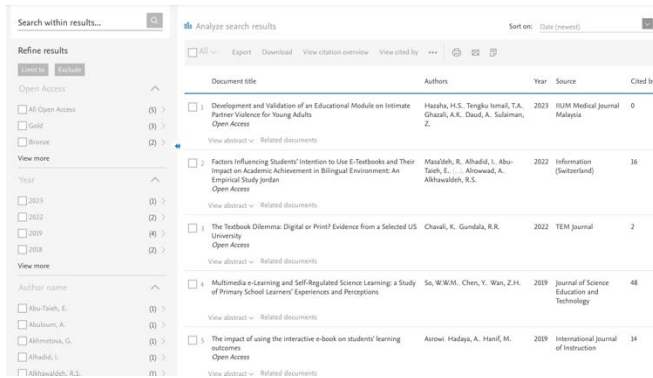 Search within results...
Refine results
Limit to Exclude
Open Access
All Open Access (5)
Gold (3)
Bronze (2)
View more
Year
2023 (1)
2022 (2)
2019 (4)
2018 (2)
View more
Author name
Abu-Taieh, E. (1)
Abuloum, A. (1)
Akhmetova, G. (1)
Alhadid, I. (1)
Alkhawaldeh, R.S. (1)
Analyze search results
Sort on: Date (newest)
All Export Download View citation overview View cited by •••
Document title Authors Year Source Cited by
1 Development and Validation of an Educational Module on Intimate Hazaha, H.S. Tengku Ismail, T.A. 2023 IIUM Medical Journal 0
Partner Violence for Young Adults Ghazali, A.K. Daud, A. Sulaiman, Malaysia
Open Access Z.
View abstract Related documents
2 Factors Influencing Students' Intention to Use E-Textbooks and Their Masa'deh, R. Alhadid, I. Abu- 2022 Information 16
Impact on Academic Achievement in Bilingual Environment: An Taieh, E. (...), Alrowwad, A. (Switzerland)
Empirical Study Jordan Alkhawaldeh, R.S.
Open Access
View abstract Related documents
3 The Textbook Dilemma: Digital or Print? Evidence from a Selected US Chavali, K. Gundala, R.R. 2022 TEM Journal 2
University
Open Access
View abstract Related documents
4 Multimedia e-Learning and Self-Regulated Science Learning: a Study So, W.W.M. Chen, Y. Wan, Z.H. 2019 Journal of Science 48
of Primary School Learners' Experiences and Perceptions Education and
Technology
View abstract Related documents
5 The impact of using the interactive e-book on students' learning Asrowi Hadaya, A. Hanif, M. 2019 International Journal 14
outcomes of Instruction
Open Access
View abstract Related documents